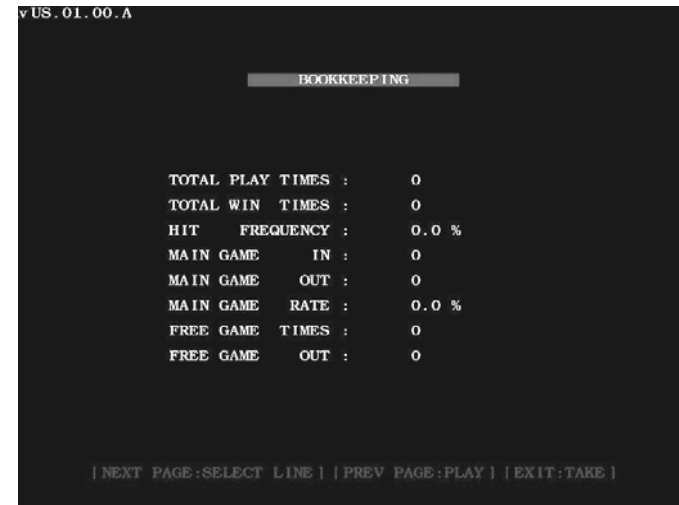 vUS.01.00.A
BOOKKEEPING
TOTAL PLAY TIMES : 0
TOTAL WIN TIMES : 0
HIT FREQUENCY : 0.0 %
MAIN GAME IN : 0
MAIN GAME OUT : 0
MAIN GAME RATE : 0.0 %
FREE GAME TIMES : 0
FREE GAME OUT : 0
[NEXT PAGE:SELECT LINE] [PREV PAGE:PLAY] [EXIT:TAKE]